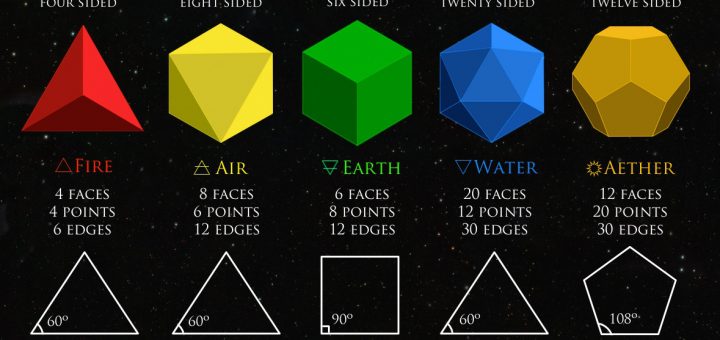 FOUR SIDED
EIGHT SIDED
SIX SIDED
TWENTY SIDED
TWELVE SIDED
FIRE
AIR
EARTH
WATER
AETHER
4 FACES
4 POINTS
6 EDGES
8 FACES
6 POINTS
12 EDGES
6 FACES
8 POINTS
12 EDGES
20 FACES
12 POINTS
30 EDGES
12 FACES
20 POINTS
30 EDGES
60º
60º
90º
60º
108º